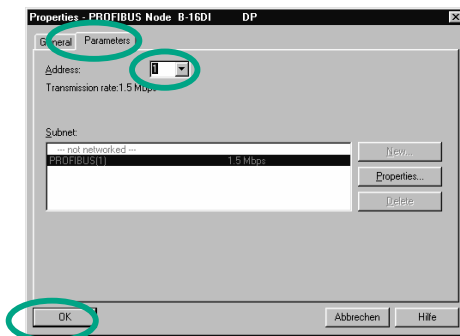 Properties - PROFIBUS Node B-16DI DP
General Parameters
Address: 1
Transmission rate:1.5 Mbps
Subnet:
--- not networked ---
PROFIBUS(1) 1.5 Mbps
New...
Properties...
Delete
OK Abbrechen Hilfe